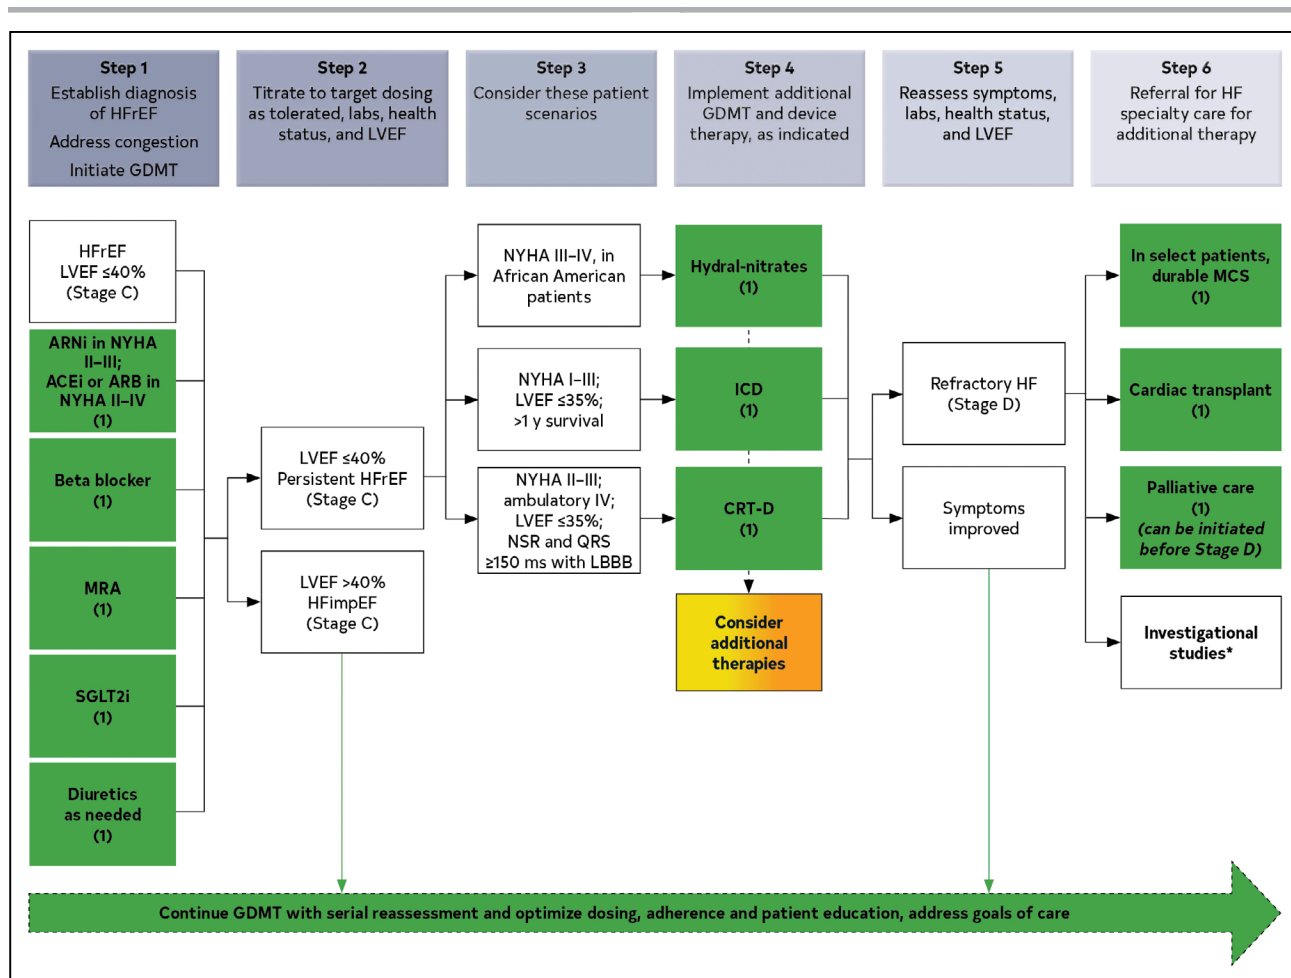 Step 1
Establish diagnosis
of HFrEF
Address congestion
Initiate GDMT
Step 2
Titrate to target dosing
as tolerated, labs, health
status, and LVEF
Step 3
Consider these patient
scenarios
Step 4
Implement additional
GDMT and device
therapy, as indicated
Step 5
Reassess symptoms,
labs, health status,
and LVEF
Step 6
Referral for HF
specialty care for
additional therapy
HFrEF
LVEF ≤40%
(Stage C)
ARNi in NYHA
II–III;
ACEi or ARB in
NYHA II–IV
(1)
Beta blocker
(1)
MRA
(1)
SGLT2i
(1)
Diuretics
as needed
(1)
LVEF ≤40%
Persistent HFrEF
(Stage C)
LVEF >40%
HFimpEF
(Stage C)
NYHA III–IV, in
African American
patients
NYHA I–III;
LVEF ≤35%;
>1 y survival
NYHA II–III;
ambulatory IV;
LVEF ≤35%;
NSR and QRS
≥150 ms with LBBB
Hydral-nitrates
(1)
ICD
(1)
CRT-D
(1)
Consider
additional
therapies
Refractory HF
(Stage D)
Symptoms
improved
In select patients,
durable MCS
(1)
Cardiac transplant
(1)
Palliative care
(1)
(can be initiated
before Stage D)
Investigational
studies*
Continue GDMT with serial reassessment and optimize dosing, adherence and patient education, address goals of care